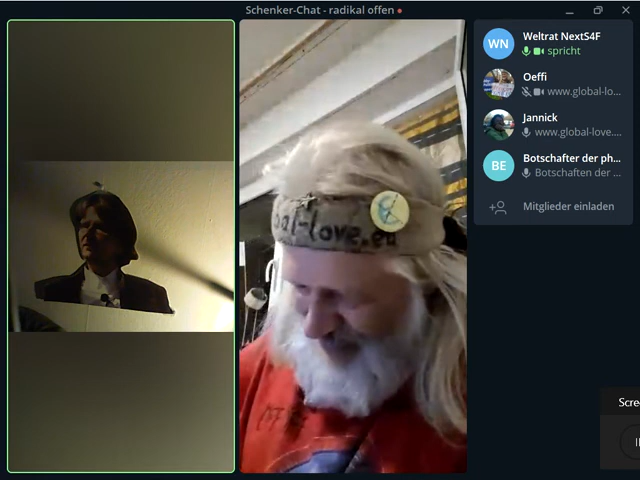 Schenker-Chat - radikal offen
WN
Weltrat NextS4F
spricht
Oeffi
www.global-lo...
Jannick
www.global-love....
BE
Botschafter der ph...
Botschaften der ...
Mitglieder einladen
bal-love.eu
Scre